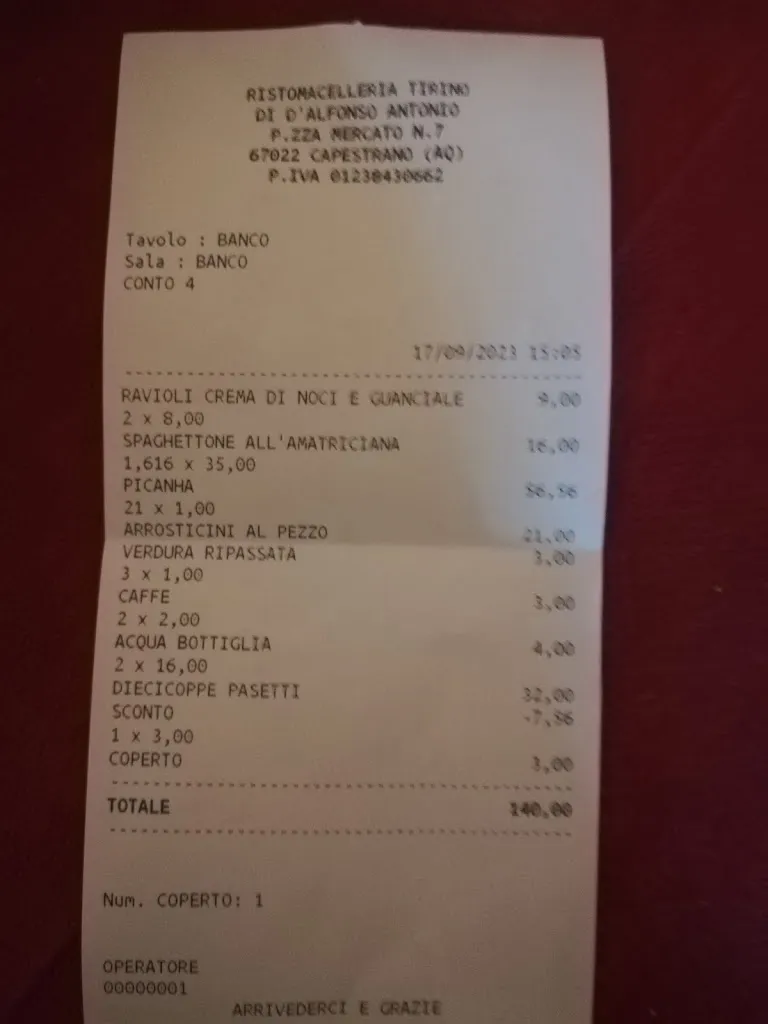 RISTOMACELLERIA TIRINO
DI D'ALFONSO ANTONIO
P.ZZA MERCATO N.7
67022 CAPESTRANO (AQ)
P.IVA 01238430662
Tavolo : BANCO
Sala : BANCO
CONTO 4
17/09/2023 15:05
RAVIOLI CREMA DI NOCI E GUANCIALE 9,00
2 x 8,00
SPAGHETTONE ALL'AMATRICIANA 16,00
1,616 x 35,00
PICANHA 56,56
21 x 1,00
ARROSTICINI AL PEZZO 21,00
VERDURA RIPASSATA 3,00
3 x 1,00
CAFFE 3,00
2 x 2,00
ACQUA BOTTIGLIA 4,00
2 x 16,00
DIECICOPPE PASETTI 32,00
SCONTO -7,56
1 x 3,00
COPERTO 3,00
TOTALE 140,00
Num. COPERTO: 1
OPERATORE
00000001
ARRIVEDERCI E GRAZIE